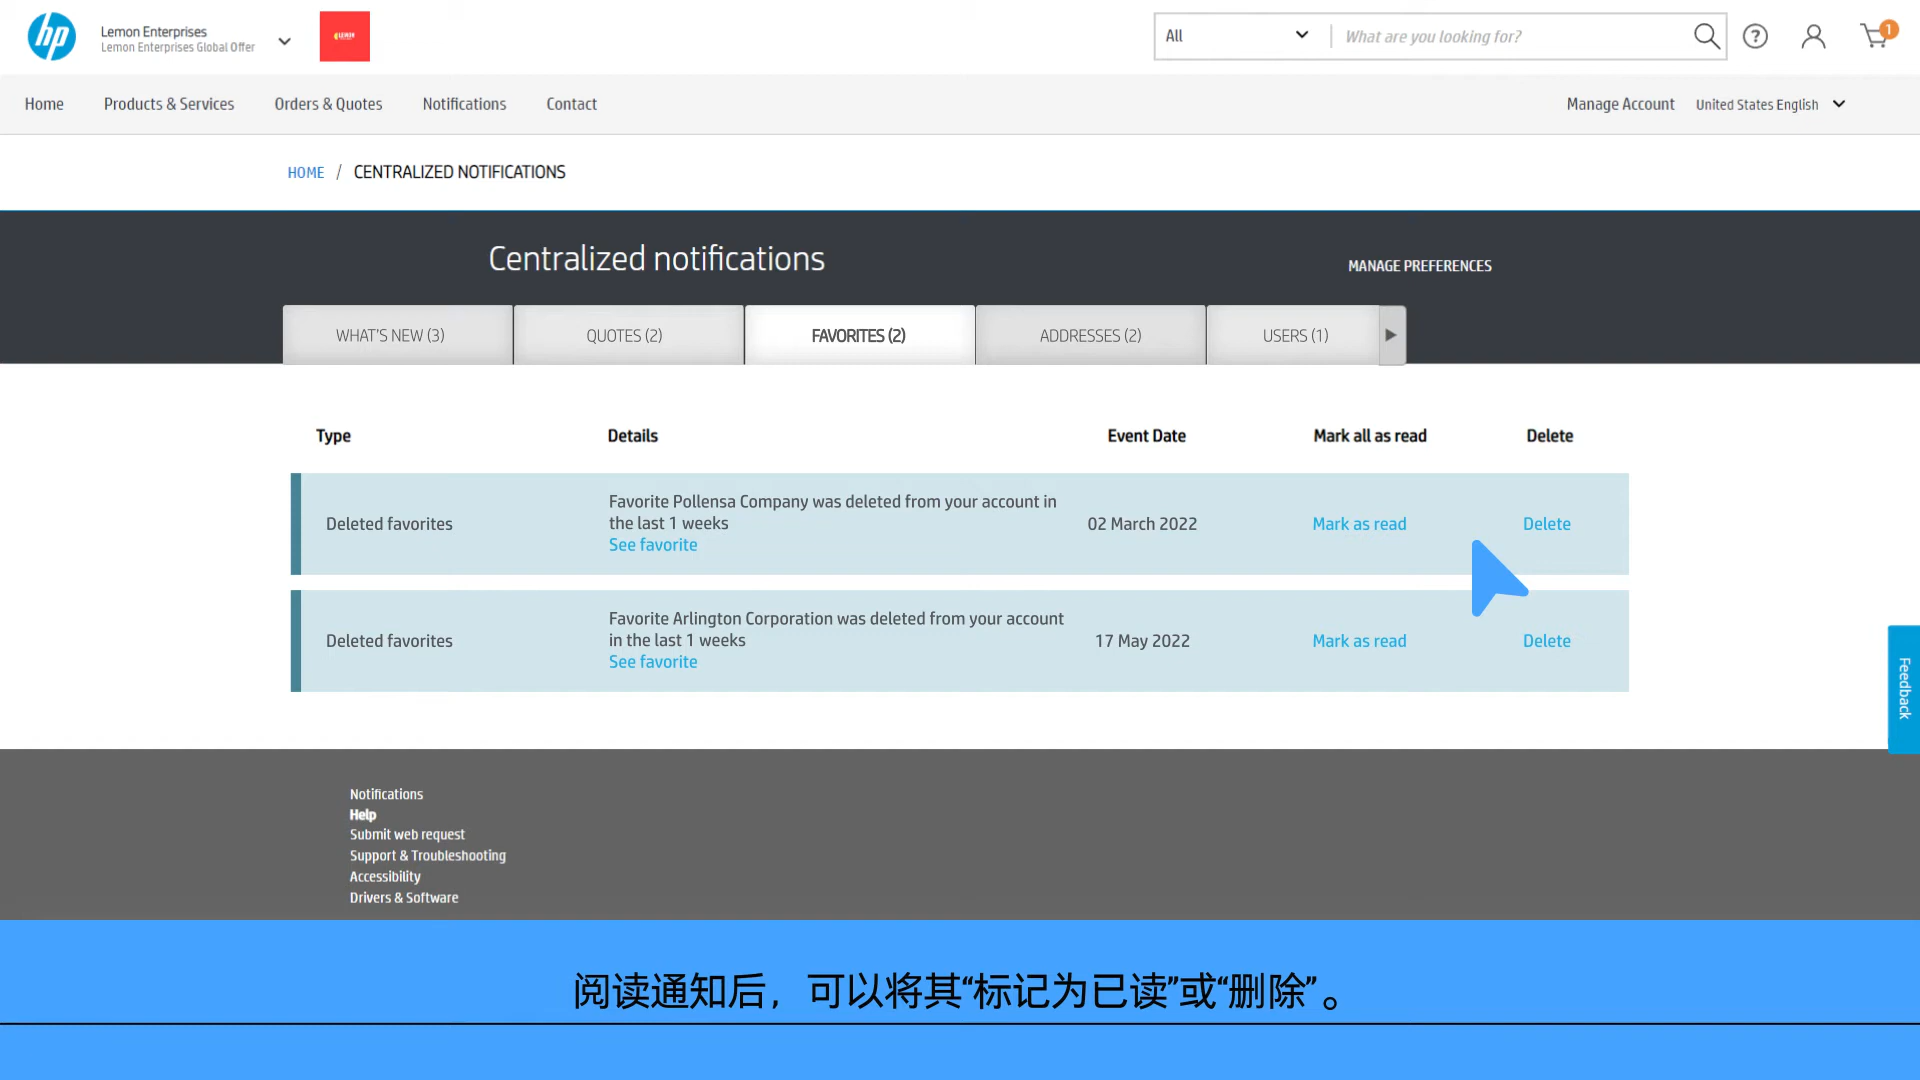 hp
Lemon Enterprises
Lemon Enterprises Global Offer
LEMON
All
What are you looking for?
1
Home
Products & Services
Orders & Quotes
Notifications
Contact
Manage Account
United States English
HOME / CENTRALIZED NOTIFICATIONS
Centralized notifications
MANAGE PREFERENCES
WHAT'S NEW (3)
QUOTES (2)
FAVORITES (2)
ADDRESSES (2)
USERS (1)
Type
Details
Event Date
Mark all as read
Delete
Deleted favorites
Favorite Pollensa Company was deleted from your account in
the last 1 weeks
See favorite
02 March 2022
Mark as read
Delete
Deleted favorites
Favorite Arlington Corporation was deleted from your account
in the last 1 weeks
See favorite
17 May 2022
Mark as read
Delete
Feedback
Notifications
Help
Submit web request
Support & Troubleshooting
Accessibility
Drivers & Software
阅读通知后，可以将其“标记为已读”或“删除”。